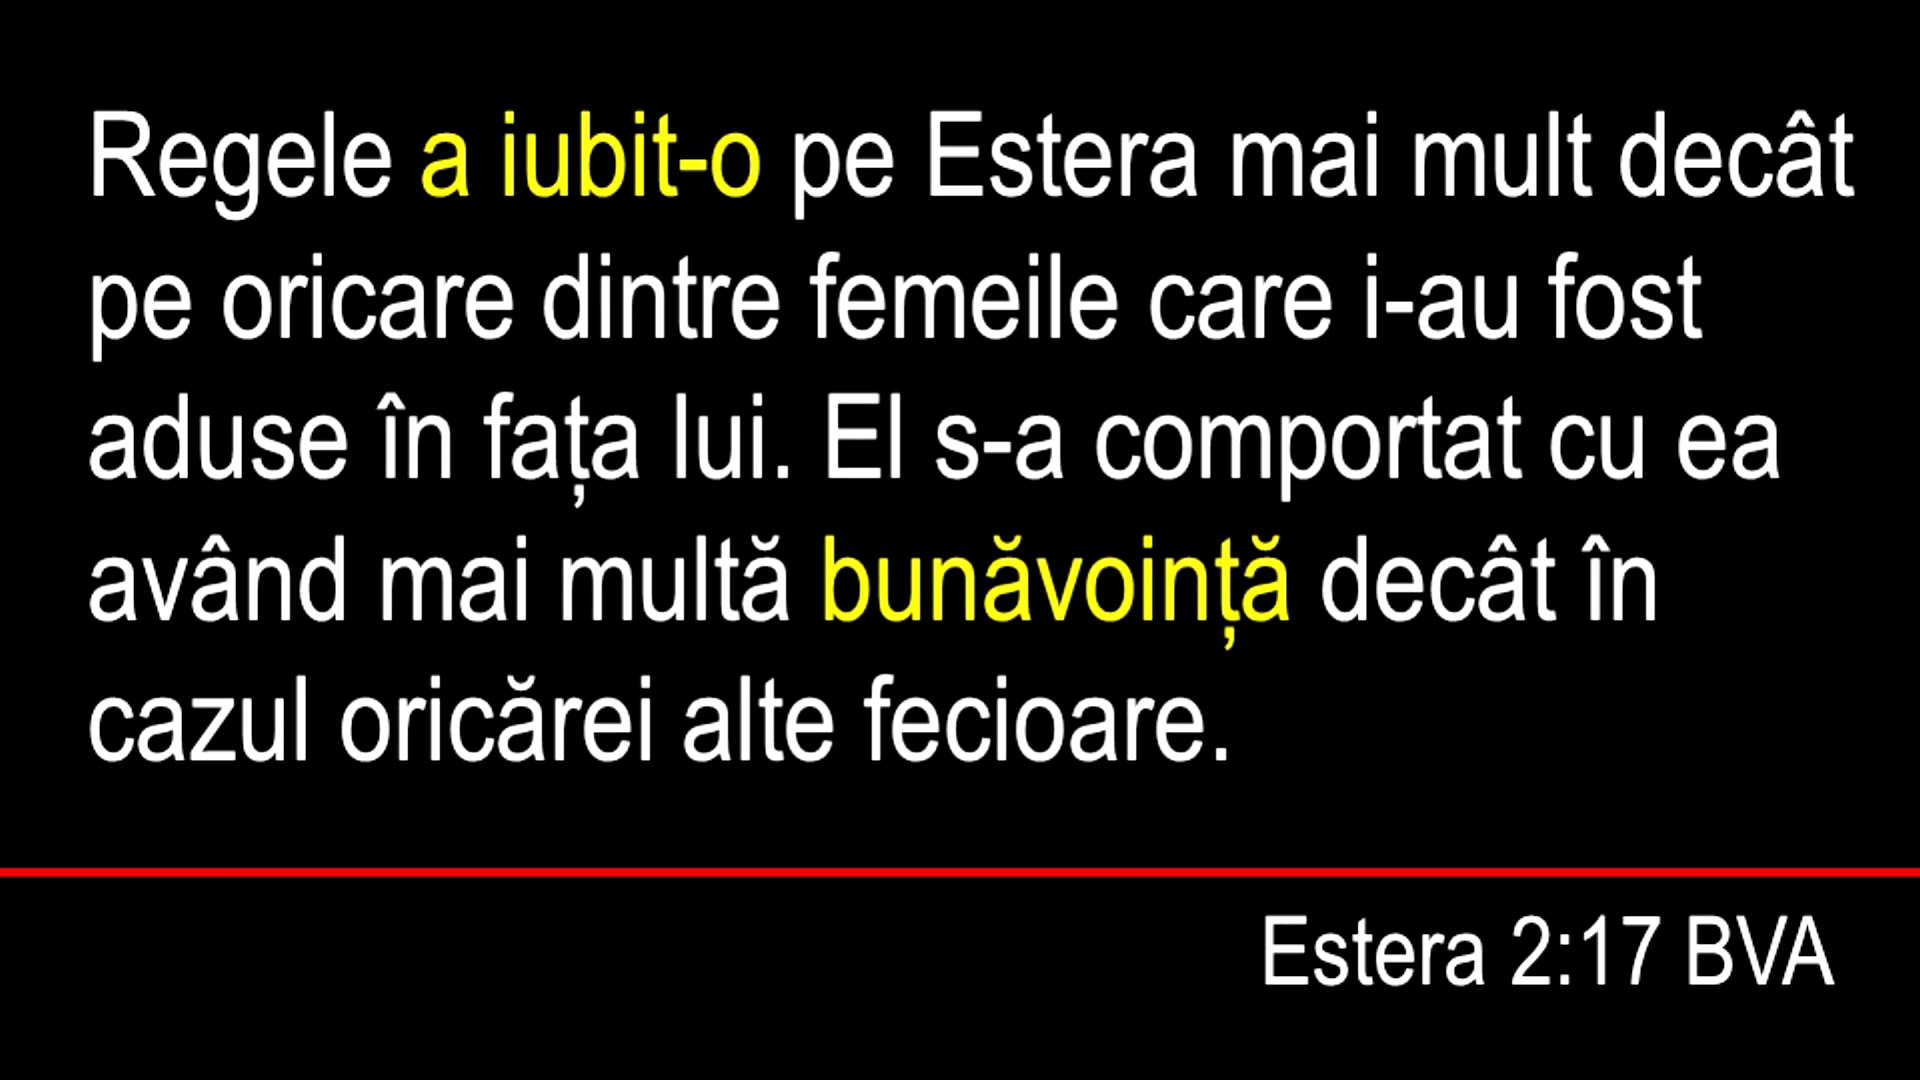 Regele a iubit-o pe Estera mai mult decât
pe oricare dintre femeile care i-au fost
aduse în fața lui. El s-a comportat cu ea
având mai multă bunăvoință decât în
cazul oricărei alte fecioare.
Estera 2:17 BVA